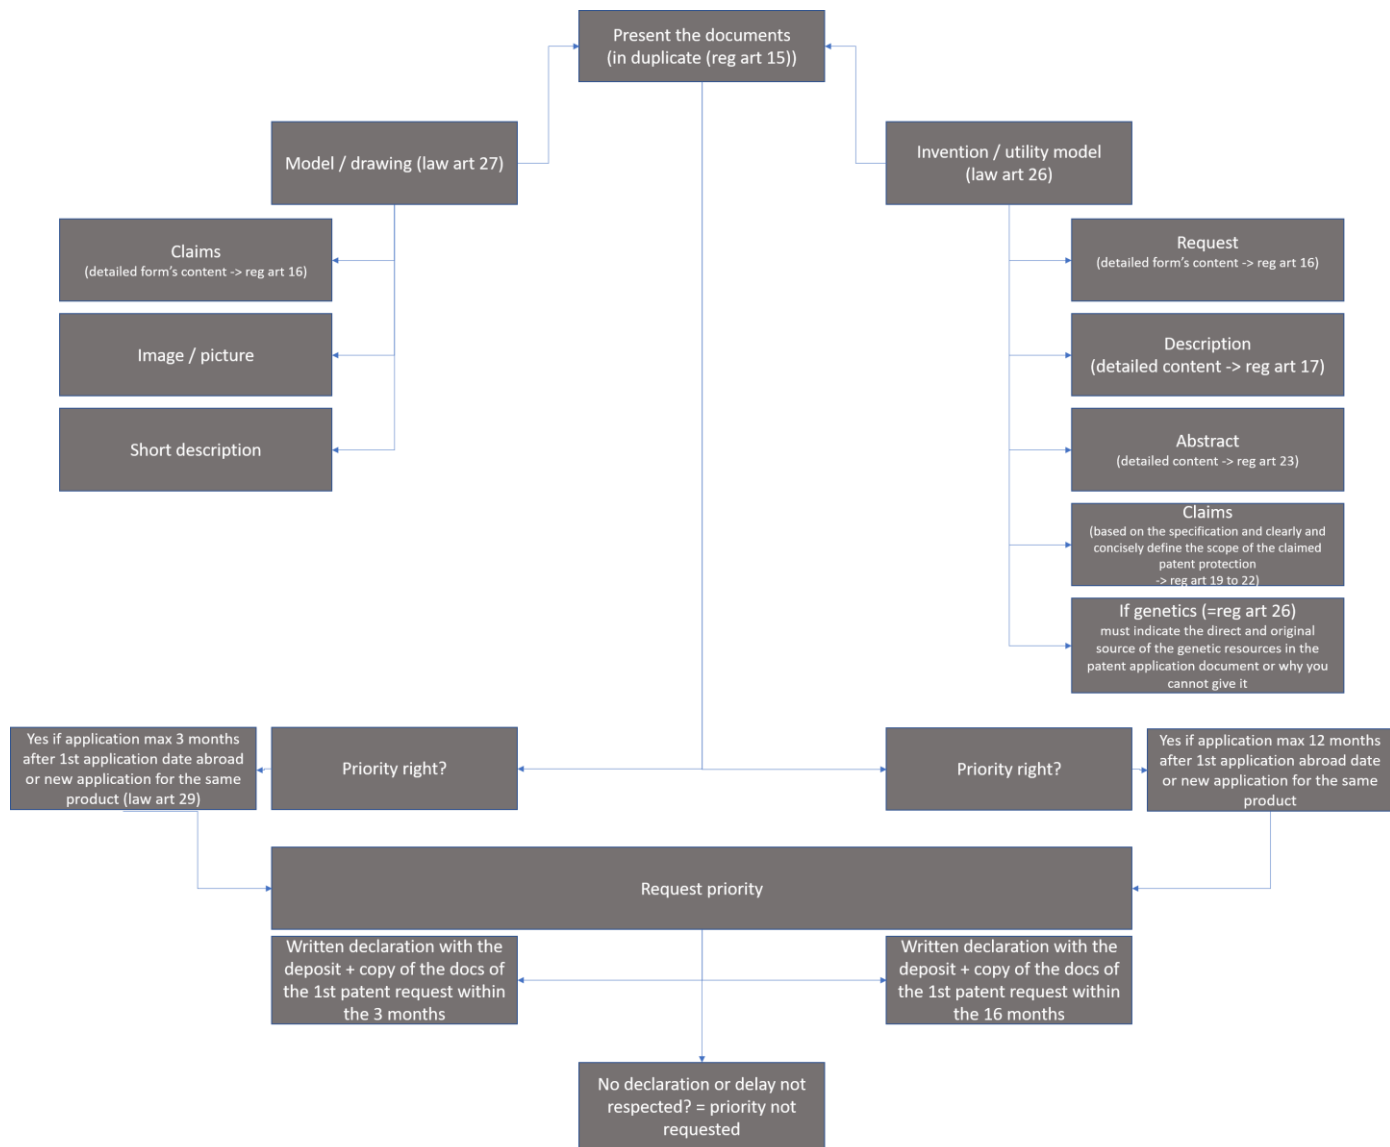 Present the documents
(in duplicate (reg art 15))
Model / drawing (law art 27)
Invention / utility model
(law art 26)
Claims
(detailed form's content -> reg art 16)
Image / picture
Short description
Request
(detailed form's content -> reg art 16)
Description
(detailed content -> reg art 17)
Abstract
(detailed content -> reg art 23)
Claims
(based on the specification and clearly and
concisely define the scope of the claimed
patent protection
-> reg art 19 to 22)
If genetics (=reg art 26)
must indicate the direct and original
source of the genetic resources in the
patent application document or why you
cannot give it
Yes if application max 3 months
after 1st application date abroad
or new application for the same
product (law art 29)
Priority right?
Priority right?
Yes if application max 12 months
after 1st application abroad date
or new application for the same
product
Request priority
Written declaration with the
deposit + copy of the docs of
the 1st patent request within
the 3 months
Written declaration with the
deposit + copy of the docs of
the 1st patent request within
the 16 months
No declaration or delay not
respected? = priority not
requested